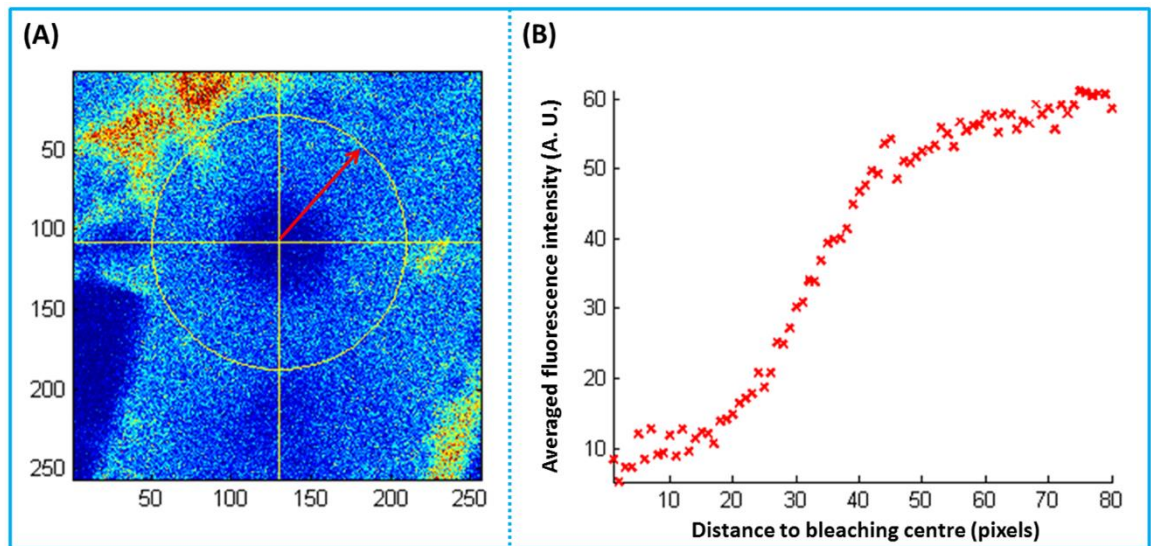 (A)
50
100
150
200
250
50 100 150 200 250
(B)
Averaged fluorescence intensity (A. U.)
60
50
40
30
20
10
10 20 30 40 50 60 70 80
Distance to bleaching centre (pixels)